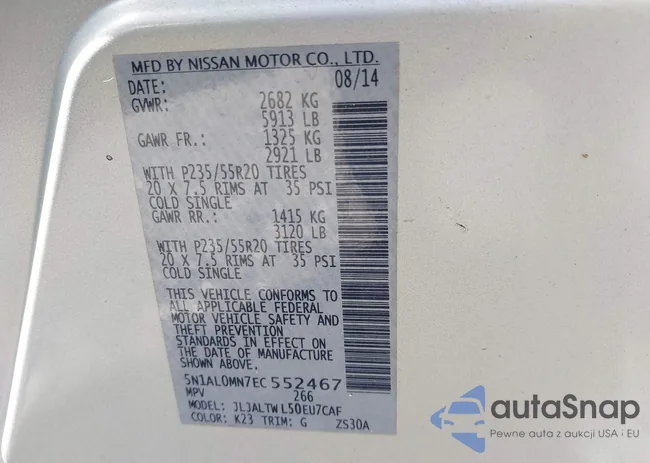 MFD BY NISSAN MOTOR CO., LTD.
DATE: 08/14
GVWR: 2682 KG
5913 LB
GAWR FR.: 1325 KG
2921 LB
WITH P235/55R20 TIRES
20 X 7.5 RIMS AT 35 PSI
COLD SINGLE
GAWR RR.: 1415 KG
3120 LB
WITH P235/55R20 TIRES
20 X 7.5 RIMS AT 35 PSI
COLD SINGLE
THIS VEHICLE CONFORMS TO
ALL APPLICABLE FEDERAL
MOTOR VEHICLE SAFETY AND
THEFT PREVENTION
STANDARDS IN EFFECT ON
THE DATE OF MANUFACTURE
SHOWN ABOVE.
5N1AL0MN7EC552467
MPV 266
MODEL: JLJALTWL50EU7CAF
COLOR: K23 TRIM: G ZS30A
autoSnap
Pewne auta z aukcji USA i EU